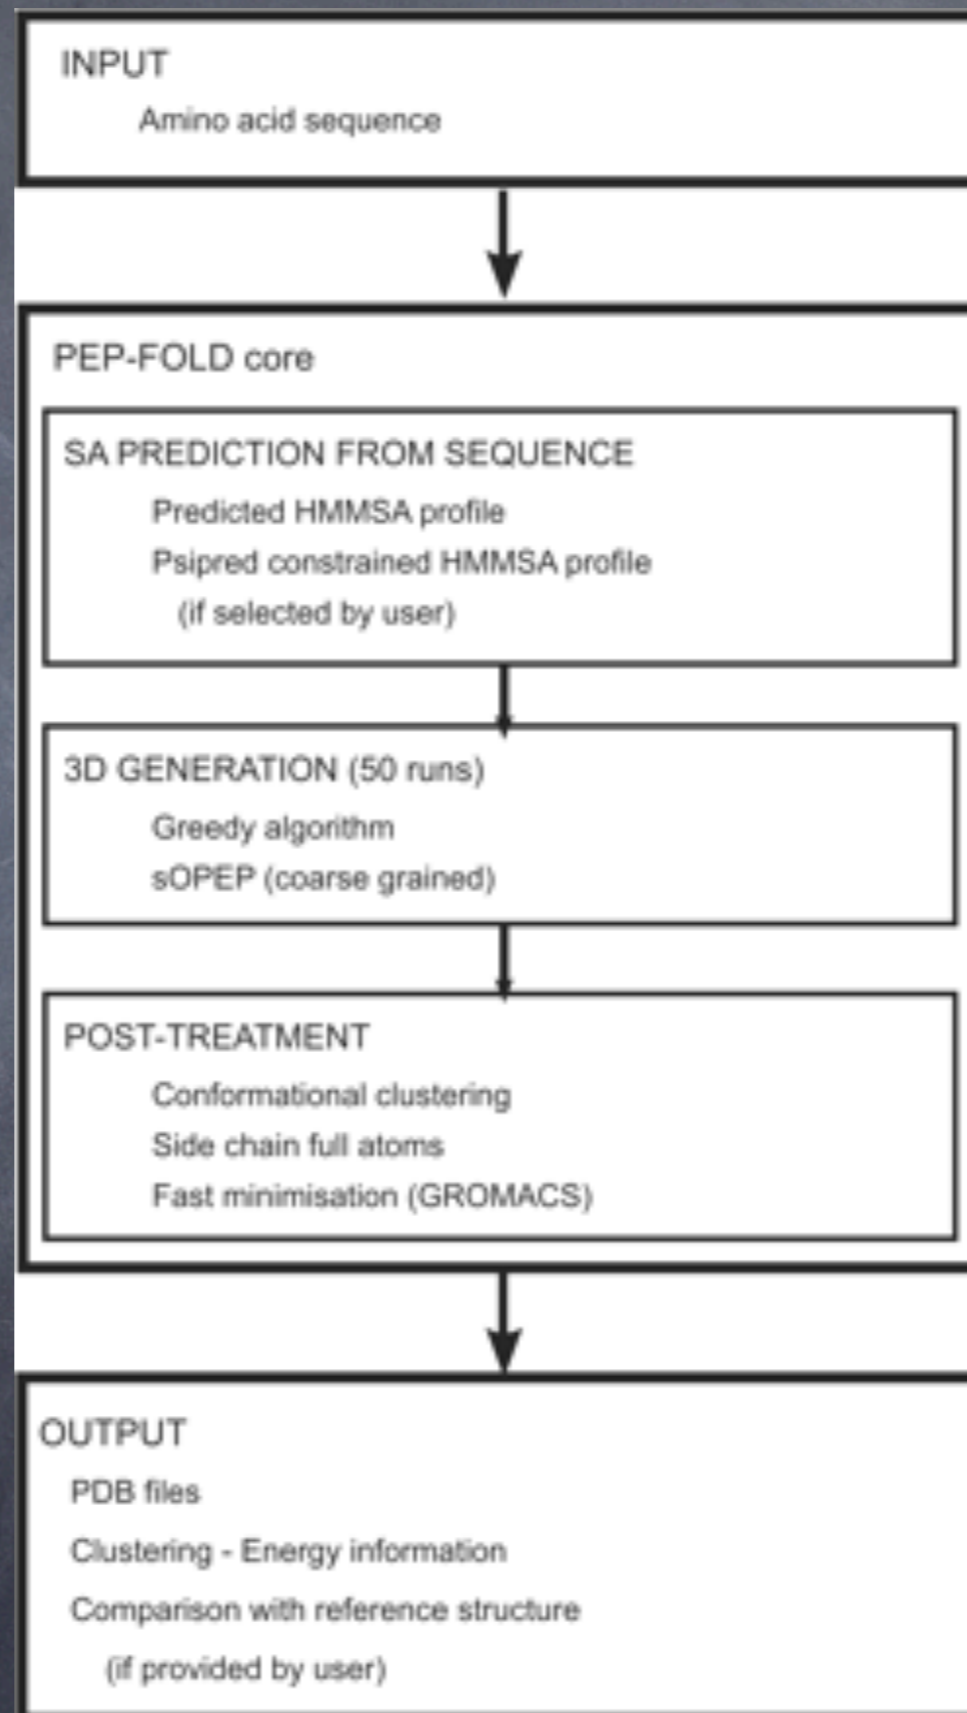 INPUT
Amino acid sequence
PEP-FOLD core
SA PREDICTION FROM SEQUENCE
Predicted HMMSA profile
Psipred constrained HMMSA profile
(if selected by user)
3D GENERATION (50 runs)
Greedy algorithm
sOPEP (coarse grained)
POST-TREATMENT
Conformational clustering
Side chain full atoms
Fast minimisation (GROMACS)
OUTPUT
PDB files
Clustering - Energy information
Comparison with reference structure
(if provided by user)